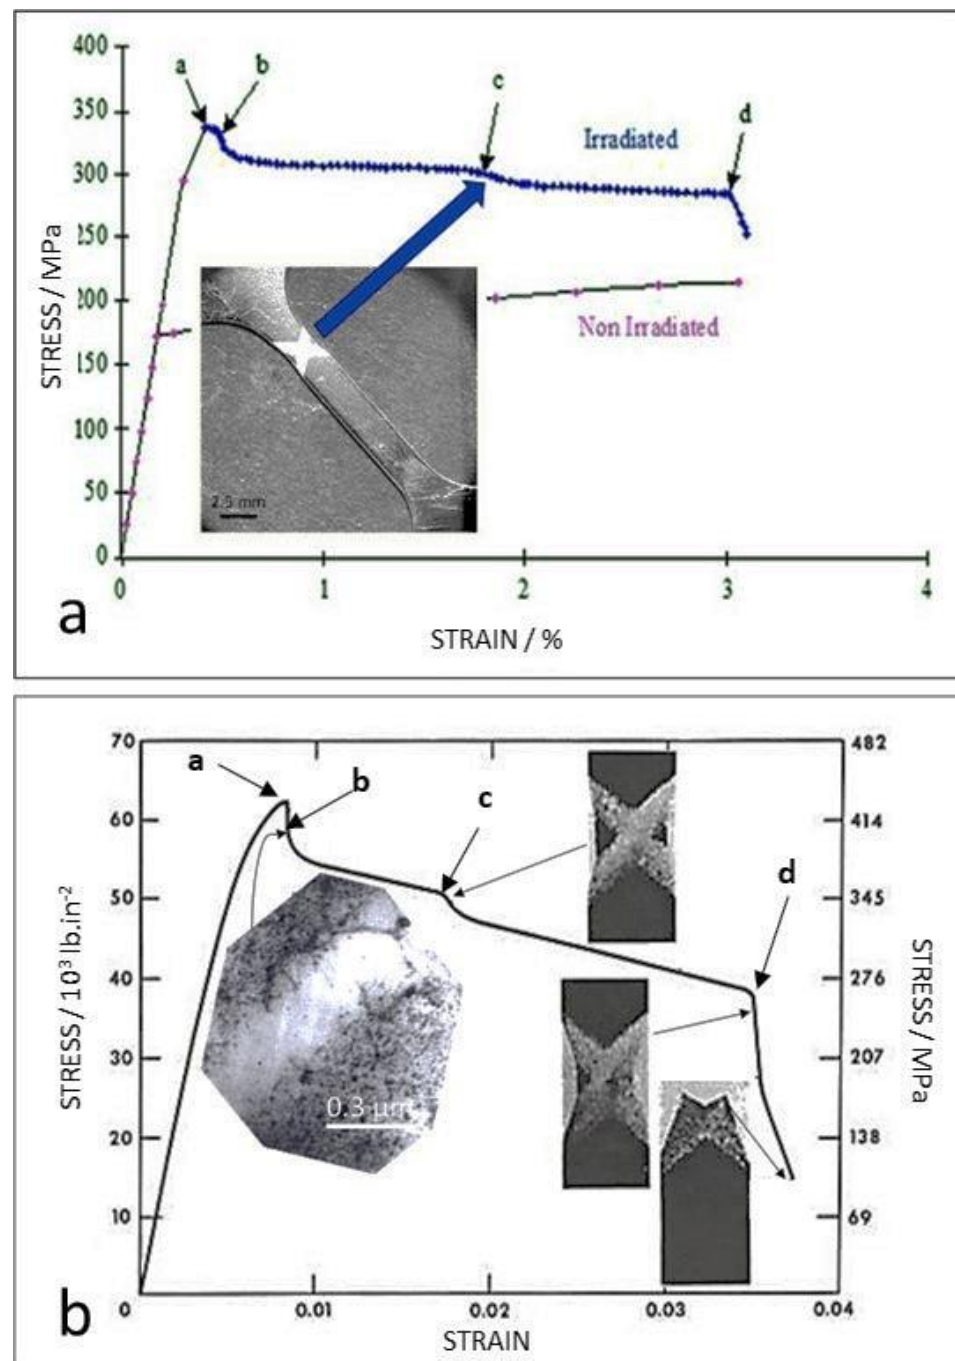 400
a
b
350
c
d
Irradiated
300
250
200
Non Irradiated
150
100
50
2.5 mm
0
0
1
2
3
4
STRESS / MPa
STRAIN / %
a
70
482
a
b
c
60
414
d
50
345
40
276
30
207
0.3 µm
20
138
10
69
0
0.01
0.02
0.03
0.04
STRESS / 10³ lb.in⁻²
STRESS / MPa
STRAIN
b